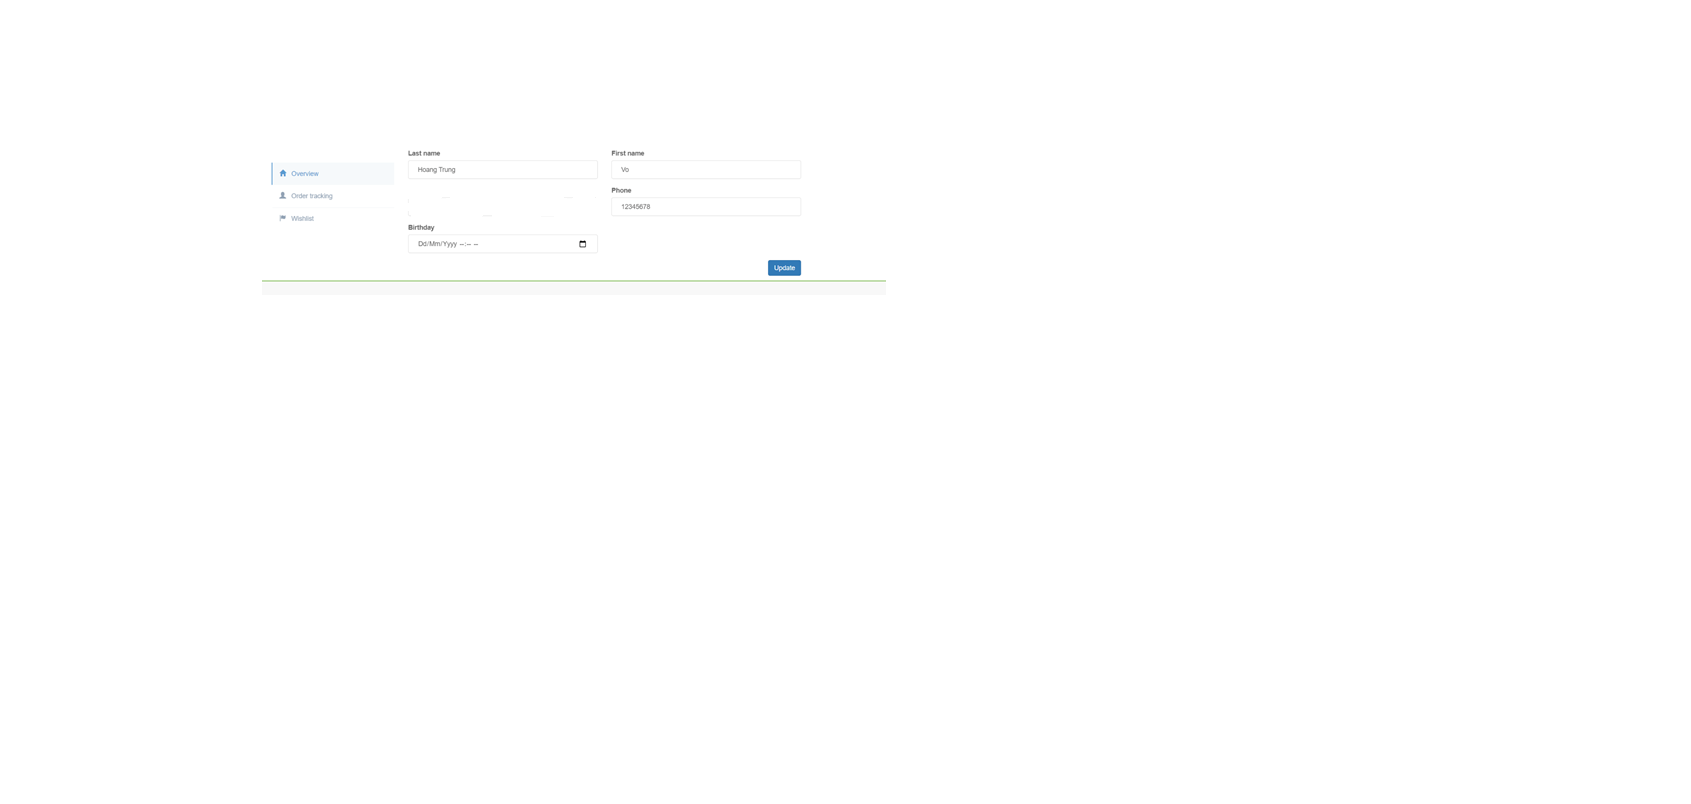 Overview
Order tracking
Wishlist
Last name
First name
Hoang Trung
Vo
Phone
12345678
Birthday
Dd/Mm/Yyyy --:-- --
Update